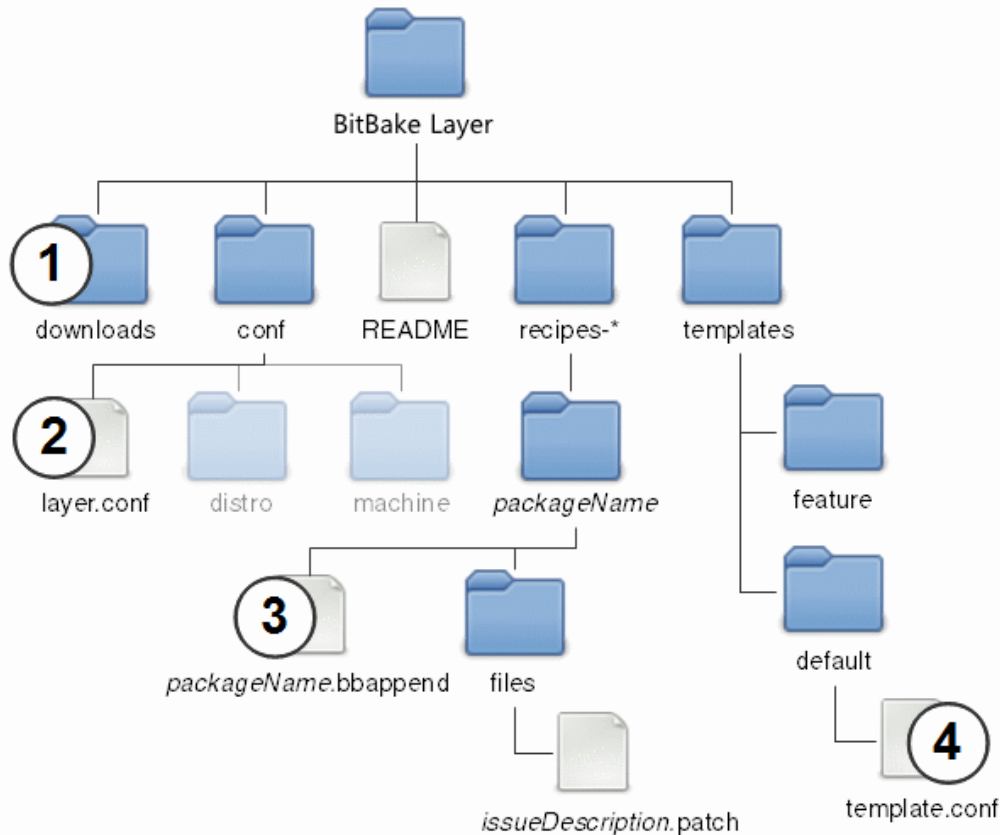 BitBake Layer
1
downloads
conf
README
recipes-*
templates
2
layer.conf
distro
machine
packageName
feature
3
packageName.bbappend
files
default
4
issueDescription.patch
template.conf